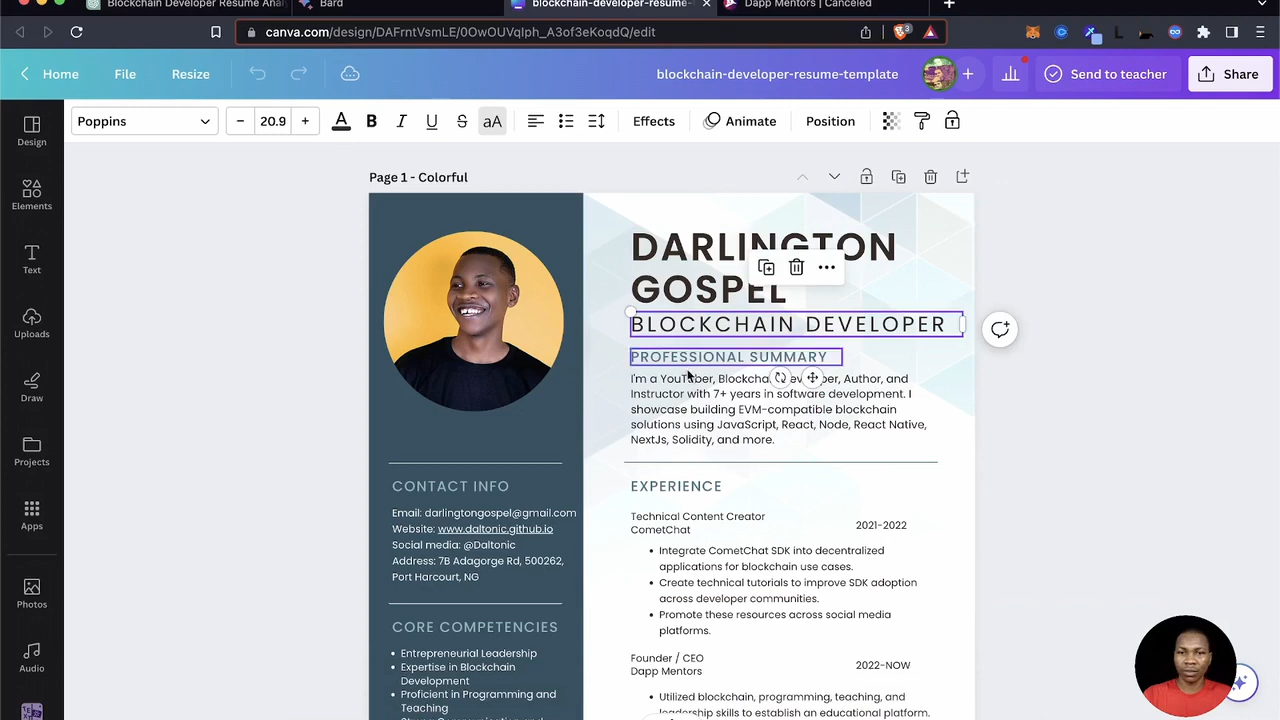 Blockchain Developer Resume Anal
Bard
blockchain-developer-resume-
Dapp Mentors | Canceled
canva.com/design/DAFrntVsmLE/0OwOUVqIph_A3of3eKoqdQ/edit
Home
File
Resize
blockchain-developer-resume-template
Send to teacher
Share
Poppins
20.9
A
B
I
U
S
aA
Effects
Animate
Position
Design
Elements
Text
Uploads
Draw
Projects
Apps
Photos
Audio
Page 1 - Colorful
CONTACT INFO
Email: darlingtongospel@gmail.com
Website: www.daltonic.github.io
Social media: @Daltonic
Address: 7B Adagorge Rd, 500262,
Port Harcourt, NG
CORE COMPETENCIES
Entrepreneurial Leadership
Expertise in Blockchain
Development
Proficient in Programming and
Teaching
DARLINGTON
GOSPEL
BLOCKCHAIN DEVELOPER
PROFESSIONAL SUMMARY
I'm a YouTuber, Blockchain Developer, Author, and
Instructor with 7+ years in software development. I
showcase building EVM-compatible blockchain
solutions using JavaScript, React, Node, React Native,
NextJs, Solidity, and more.
EXPERIENCE
Technical Content Creator
CometChat
2021-2022
Integrate CometChat SDK into decentralized
applications for blockchain use cases.
Create technical tutorials to improve SDK adoption
across developer communities.
Promote these resources across social media
platforms.
Founder / CEO
Dapp Mentors
2022-NOW
Utilized blockchain, programming, teaching, and
leadership skills to establish an educational platform.